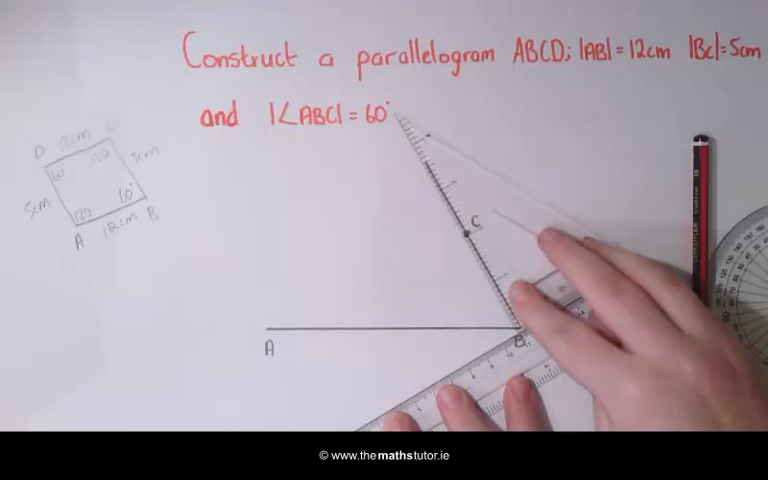 Construct a parallelogram ABCD; |AB| = 12cm |BC| = 5cm
and |∠ABC| = 60°
D 12cm C
60° 120 5cm
5cm 120 60°
A 12cm B
C
A B
© www.themathstutor.ie